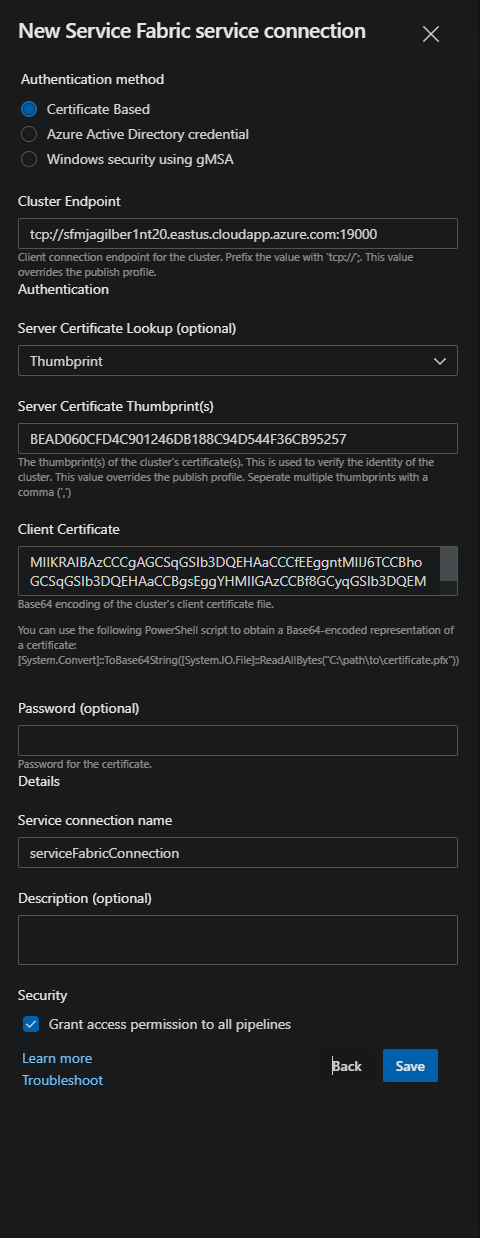 New Service Fabric service connection
Authentication method
Certificate Based
Azure Active Directory credential
Windows security using gMSA
Cluster Endpoint
tcp://sfmjagilber1nt20.eastus.cloudapp.azure.com:19000
Client connection endpoint for the cluster. Prefix the value with 'tcp://';. This value
overrides the publish profile.
Authentication
Server Certificate Lookup (optional)
Thumbprint
Server Certificate Thumbprint(s)
BEAD060CFD4C901246DB188C94D544F36CB95257
The thumbprint(s) of the cluster's certificate(s). This is used to verify the identity of the
cluster. This value overrides the publish profile. Seperate multiple thumbprints with a
comma (',')
Client Certificate
MIIKRAIBAzCCCgAGCSqGSIb3DQEHAaCCCfEEggntMIIJ6TCCBho
GCSqGSIb3DQEHAaCCBgsEggYHMIIGAzCCBf8GCyqGSIb3DQEM
Base64 encoding of the cluster's client certificate file.
You can use the following PowerShell script to obtain a Base64-encoded representation of
a certificate:
[System.Convert]::ToBase64String([System.IO.File]::ReadAllBytes("C:\path\to\certificate.pfx"))
Password (optional)
Password for the certificate.
Details
Service connection name
serviceFabricConnection
Description (optional)
Security
Grant access permission to all pipelines
Learn more
Back
Save
Troubleshoot